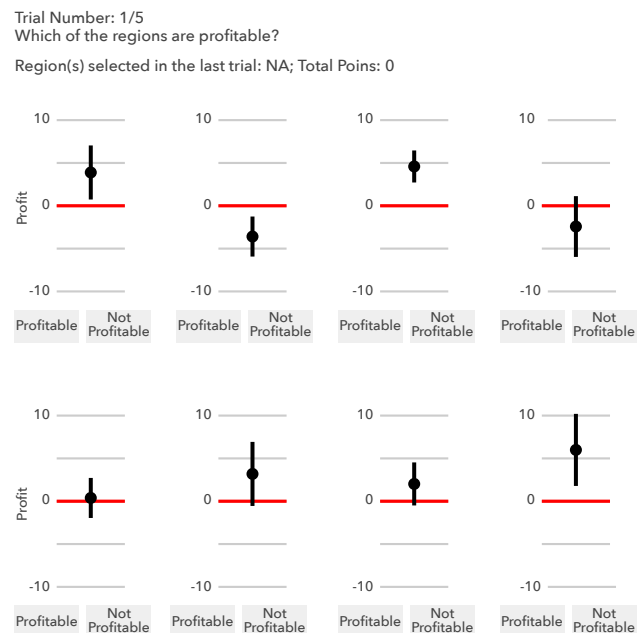 Trial Number: 1/5
Which of the regions are profitable?
Region(s) selected in the last trial: NA; Total Poins: 0
10 10 10 10
Profit
0 0 0 0
-10 -10 -10 -10
Profitable Not Profitable Profitable Not Profitable Profitable Not Profitable Profitable Not Profitable
10 10 10 10
Profit
0 0 0 0
-10 -10 -10 -10
Profitable Not Profitable Profitable Not Profitable Profitable Not Profitable Profitable Not Profitable